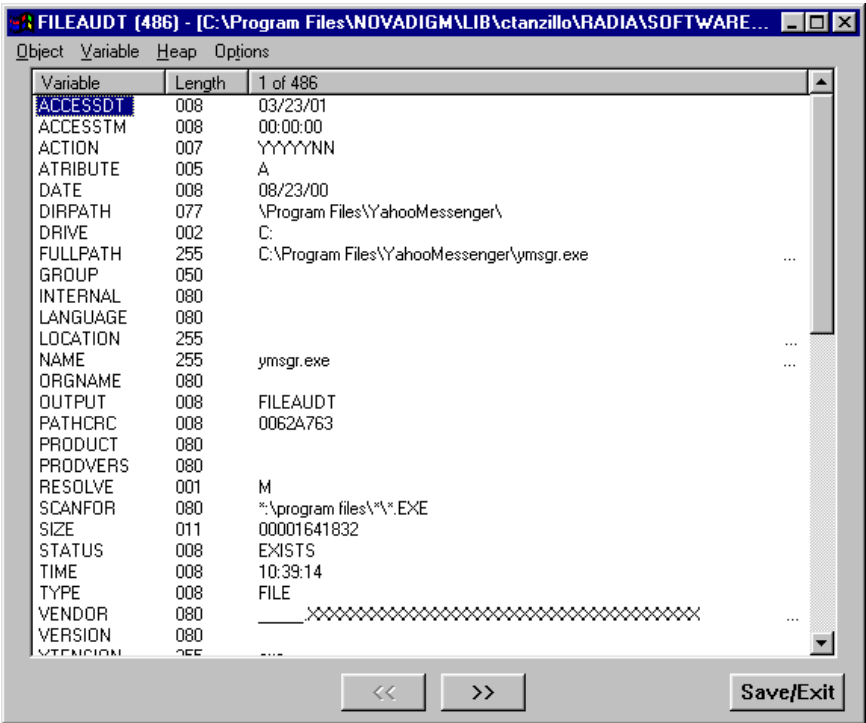 FILEAUDT (486) - [C:\Program Files\NOVADIGM\LIB\ctanzillo\RADIA\SOFTWARE...
Object Variable Heap Options
Variable Length 1 of 486
ACCESSDT 008 03/23/01
ACCESSTM 008 00:00:00
ACTION 007 YYYYYNN
ATRIBUTE 005 A
DATE 008 08/23/00
DIRPATH 077 \Program Files\YahooMessenger\
DRIVE 002 C:
FULLPATH 255 C:\Program Files\YahooMessenger\ymsgr.exe ...
GROUP 050
INTERNAL 080
LANGUAGE 080
LOCATION 255 ...
NAME 255 ymsgr.exe ...
ORGNAME 080
OUTPUT 008 FILEAUDT
PATHCRC 008 0062A763
PRODUCT 080
PRODVERS 080
RESOLVE 001 M
SCANFOR 080 *:\program files\*\*.EXE
SIZE 011 00001641832
STATUS 008 EXISTS
TIME 008 10:39:14
TYPE 008 FILE
VENDOR 080 _____.XXXXXXXXXXXXXXXXXXXXXXXXXXXXXXXXXXXXXX ...
VERSION 080
<< >> Save/Exit